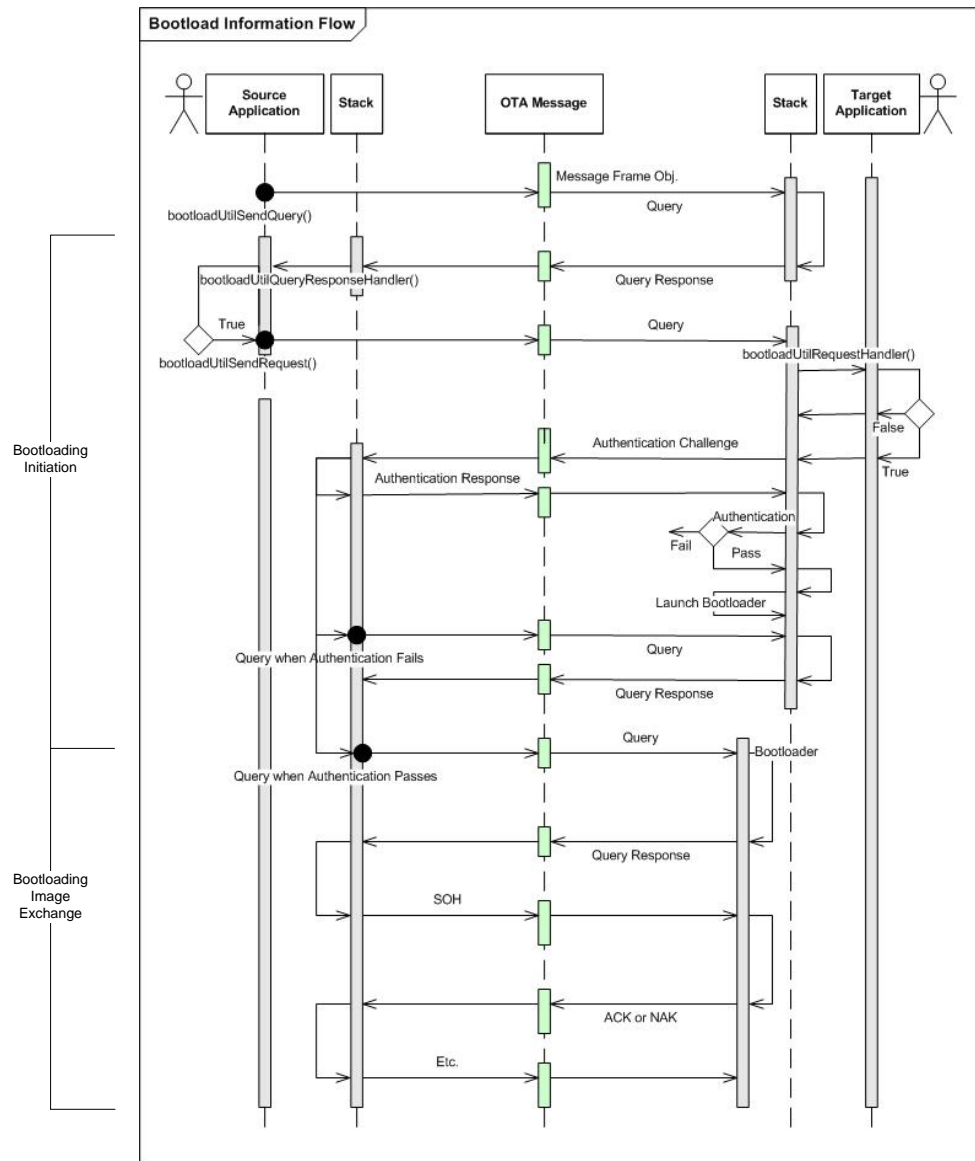 Bootload Information Flow
Source
Application
Stack
OTA Message
Stack
Target
Application
Message Frame Obj.
Query
bootloadUtilSendQuery()
bootloadUtilQueryResponseHandler()
Query Response
True
Query
bootloadUtilSendRequest()
bootloadUtilRequestHandler()
False
Bootloading
Initiation
Authentication Challenge
True
Authentication Response
Authentication
Fail
Pass
Launch Bootloader
Query
Query when Authentication Fails
Query Response
Query
Bootloader
Query when Authentication Passes
Query Response
Bootloading
Image
Exchange
SOH
ACK or NAK
Etc.